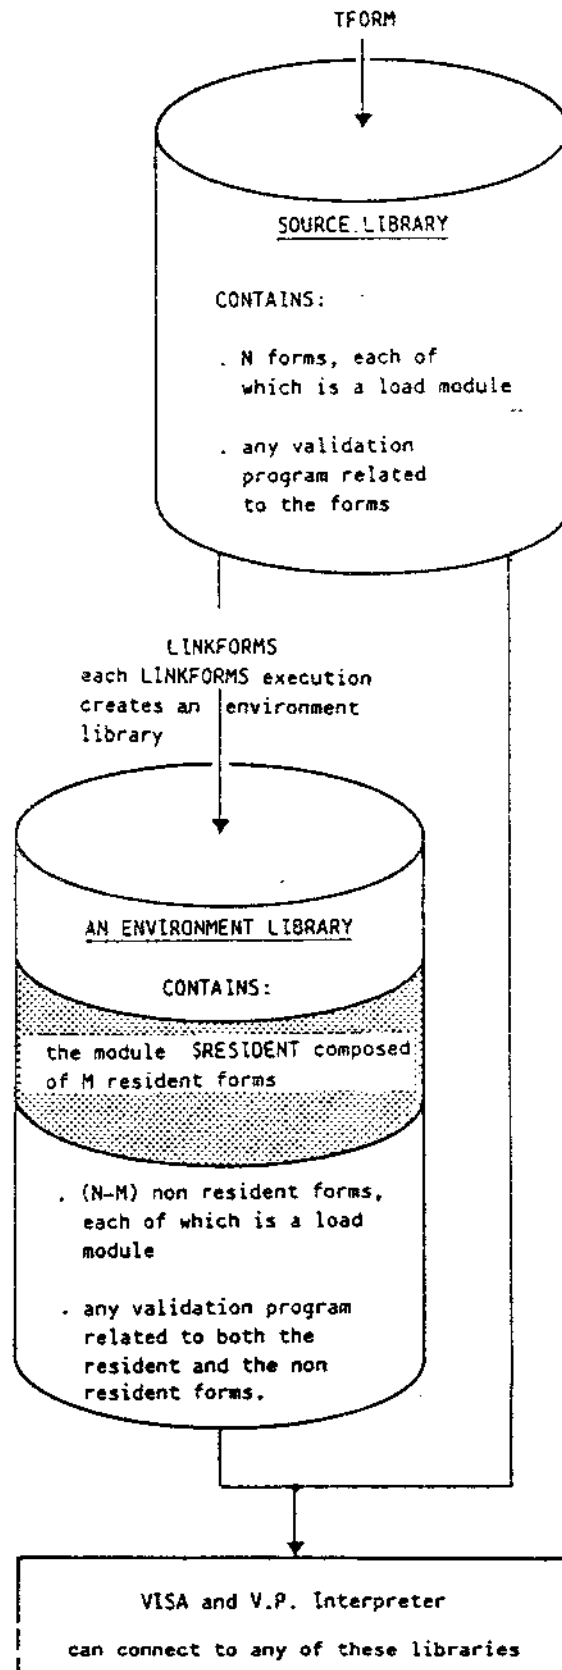 TFORM
SOURCE.LIBRARY
CONTAINS:
. N forms, each of
which is a load module
. any validation
program related
to the forms
LINKFORMS
each LINKFORMS execution
creates an environment
library
AN ENVIRONMENT LIBRARY
CONTAINS:
the module $RESIDENT composed
of M resident forms
. (N-M) non resident forms,
each of which is a load
module
. any validation program
related to both the
resident and the non
resident forms.
VISA and V.P. Interpreter
can connect to any of these libraries